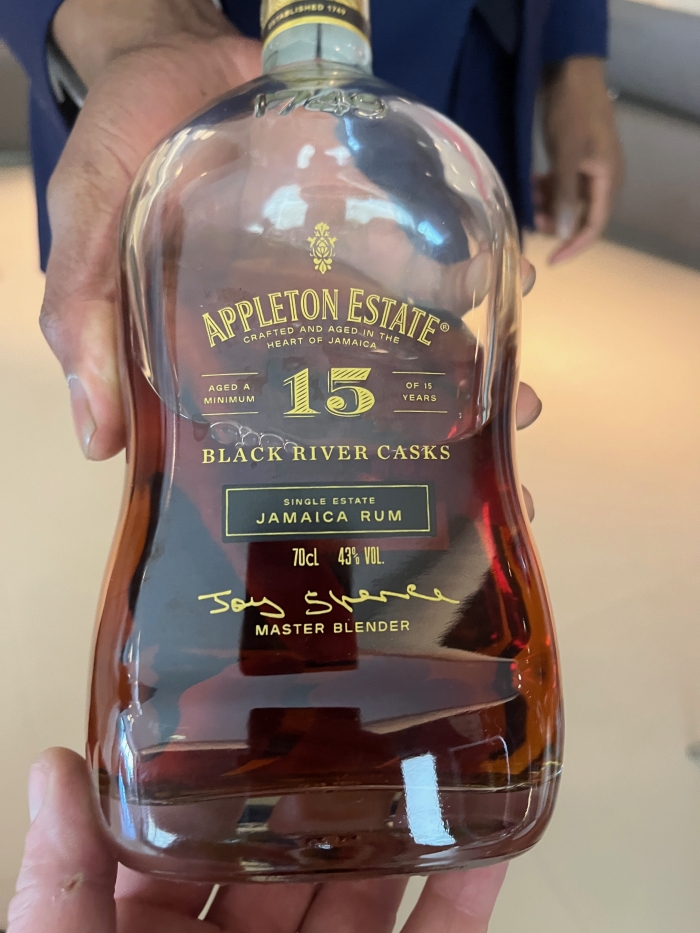 ESTABLISHED 1749
1749
APPLETON ESTATE®
CRAFTED AND AGED IN THE
HEART OF JAMAICA
AGED A
MINIMUM
15
OF 15
YEARS
BLACK RIVER CASKS
SINGLE ESTATE
JAMAICA RUM
70cl 43% VOL.
Joy Spence
MASTER BLENDER